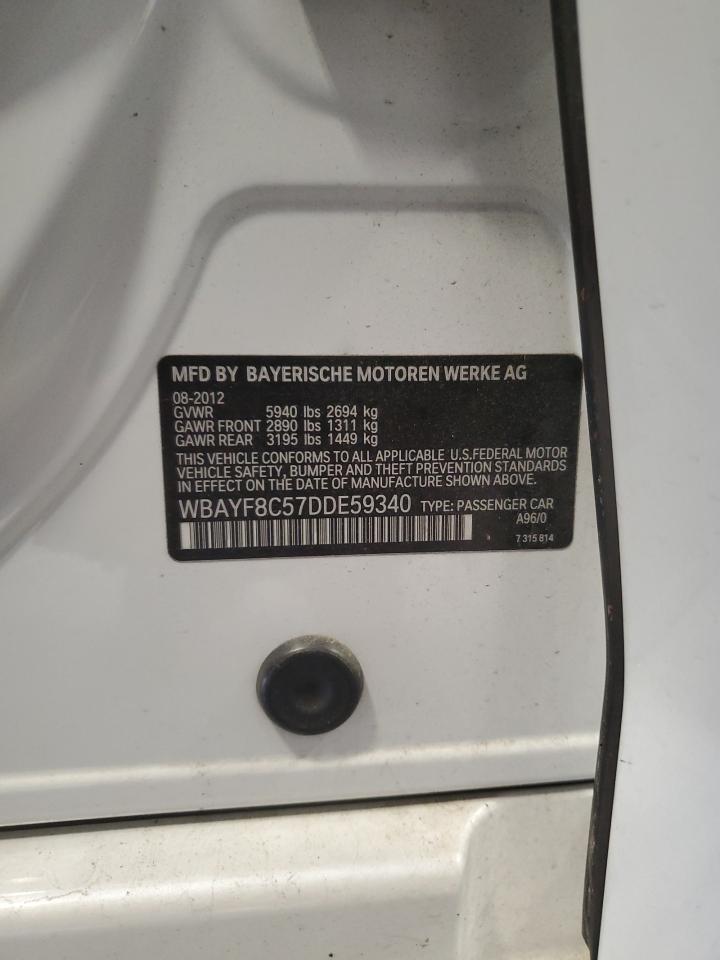 MFD BY BAYERISCHE MOTOREN WERKE AG
08-2012
GVWR 5940 lbs 2694 kg
GAWR FRONT 2890 lbs 1311 kg
GAWR REAR 3195 lbs 1449 kg
THIS VEHICLE CONFORMS TO ALL APPLICABLE U.S.FEDERAL MOTOR
VEHICLE SAFETY, BUMPER AND THEFT PREVENTION STANDARDS
IN EFFECT ON DATE OF MANUFACTURE SHOWN ABOVE.
WBAYF8C57DDE59340 TYPE: PASSENGER CAR
A96/0
7 315 814